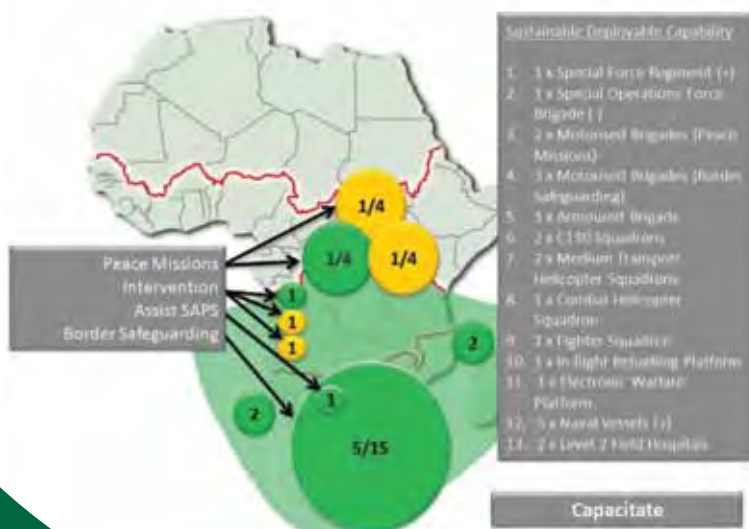 1/4
1/4
1/4
Peace Missions
Intervention
Assist SAPS
Border Safeguarding
1
1
1
2
1
2
5/15
Sustainable Deployable Capability
1. 1 x Special Force Regiment (+)
2. 1 x Special Operations Force
Brigade (-)
3. 2 x Motorised Brigades (Peace
Missions)
4. 3 x Motorised Brigades (Border
Safeguarding)
5. 1 x Armoured Brigade
6. 2 x C130 Squadrons
7. 2 x Medium Transport
Helicopter Squadrons
8. 1 x Combat Helicopter
Squadron
9. x Fighter Squadron
10. 1 x In-flight Refuelling Platform
11. 1 x Electronic Warfare
Platform
12. 5 x Naval Vessels
13. 2 x Level 2 Field Hospitals
Capacitate